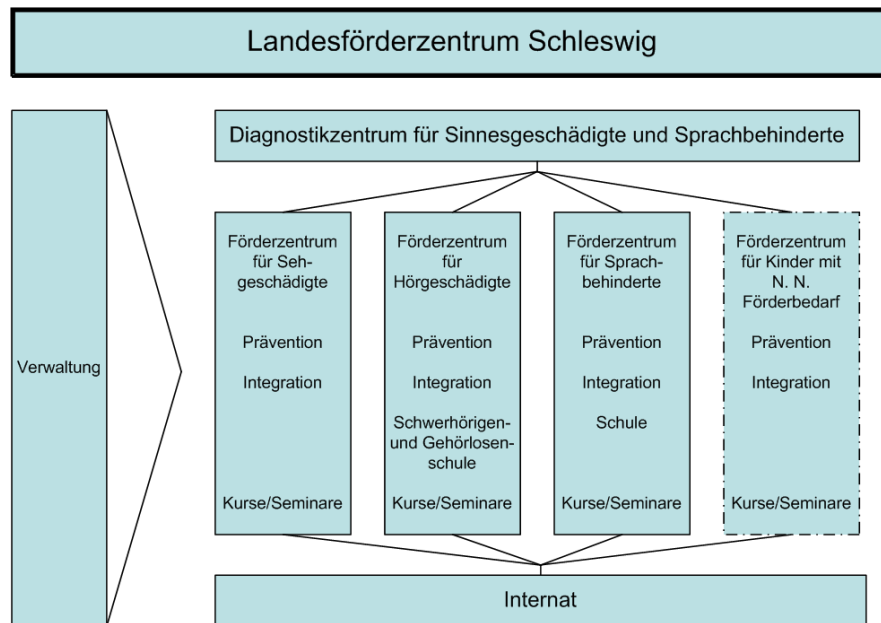 Landesförderzentrum Schleswig
Diagnostikzentrum für Sinnesgeschädigte und Sprachbehinderte
Verwaltung
Förderzentrum
für Seh-
geschädigte
Prävention
Integration
Kurse/Seminare
Förderzentrum
für
Hörgeschädigte
Prävention
Integration
Schwerhörigen-
und Gehörlosen-
schule
Kurse/Seminare
Förderzentrum
für Sprach-
behinderte
Prävention
Integration
Schule
Kurse/Seminare
Förderzentrum
für Kinder mit
N. N.
Förderbedarf
Prävention
Integration
Kurse/Seminare
Internat